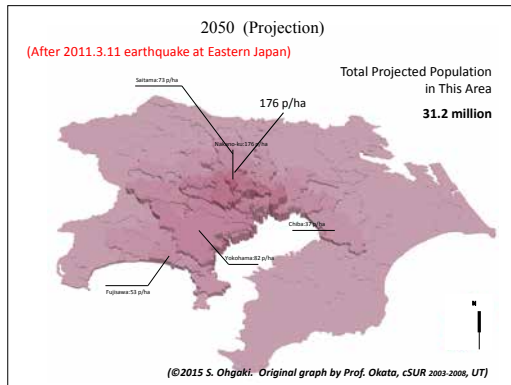 2050 (Projection)
(After 2011.3.11 earthquake at Eastern Japan)
Total Projected Population
in This Area
31.2 million
Saitama:73 p/ha
176 p/ha
Nakano-ku:176 p/ha
Chiba:37 p/ha
Yokohama:82 p/ha
Fujisawa:53 p/ha
N
(©2015 S. Ohgaki. Original graph by Prof. Okata, cSUR 2003-2008, UT)